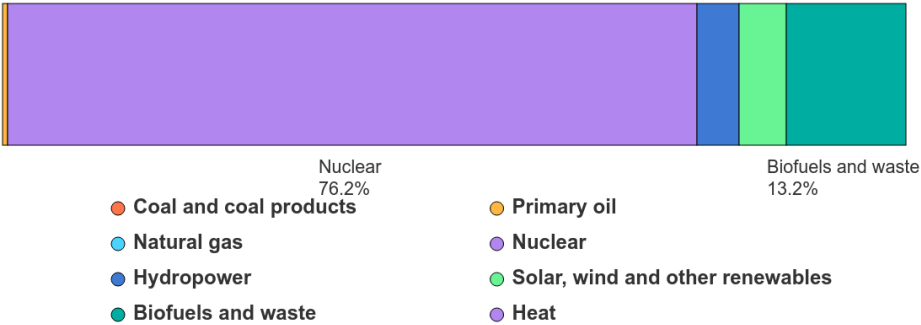 Nuclear
76.2%
Biofuels and waste
13.2%
Coal and coal products
Primary oil
Natural gas
Nuclear
Hydropower
Solar, wind and other renewables
Biofuels and waste
Heat